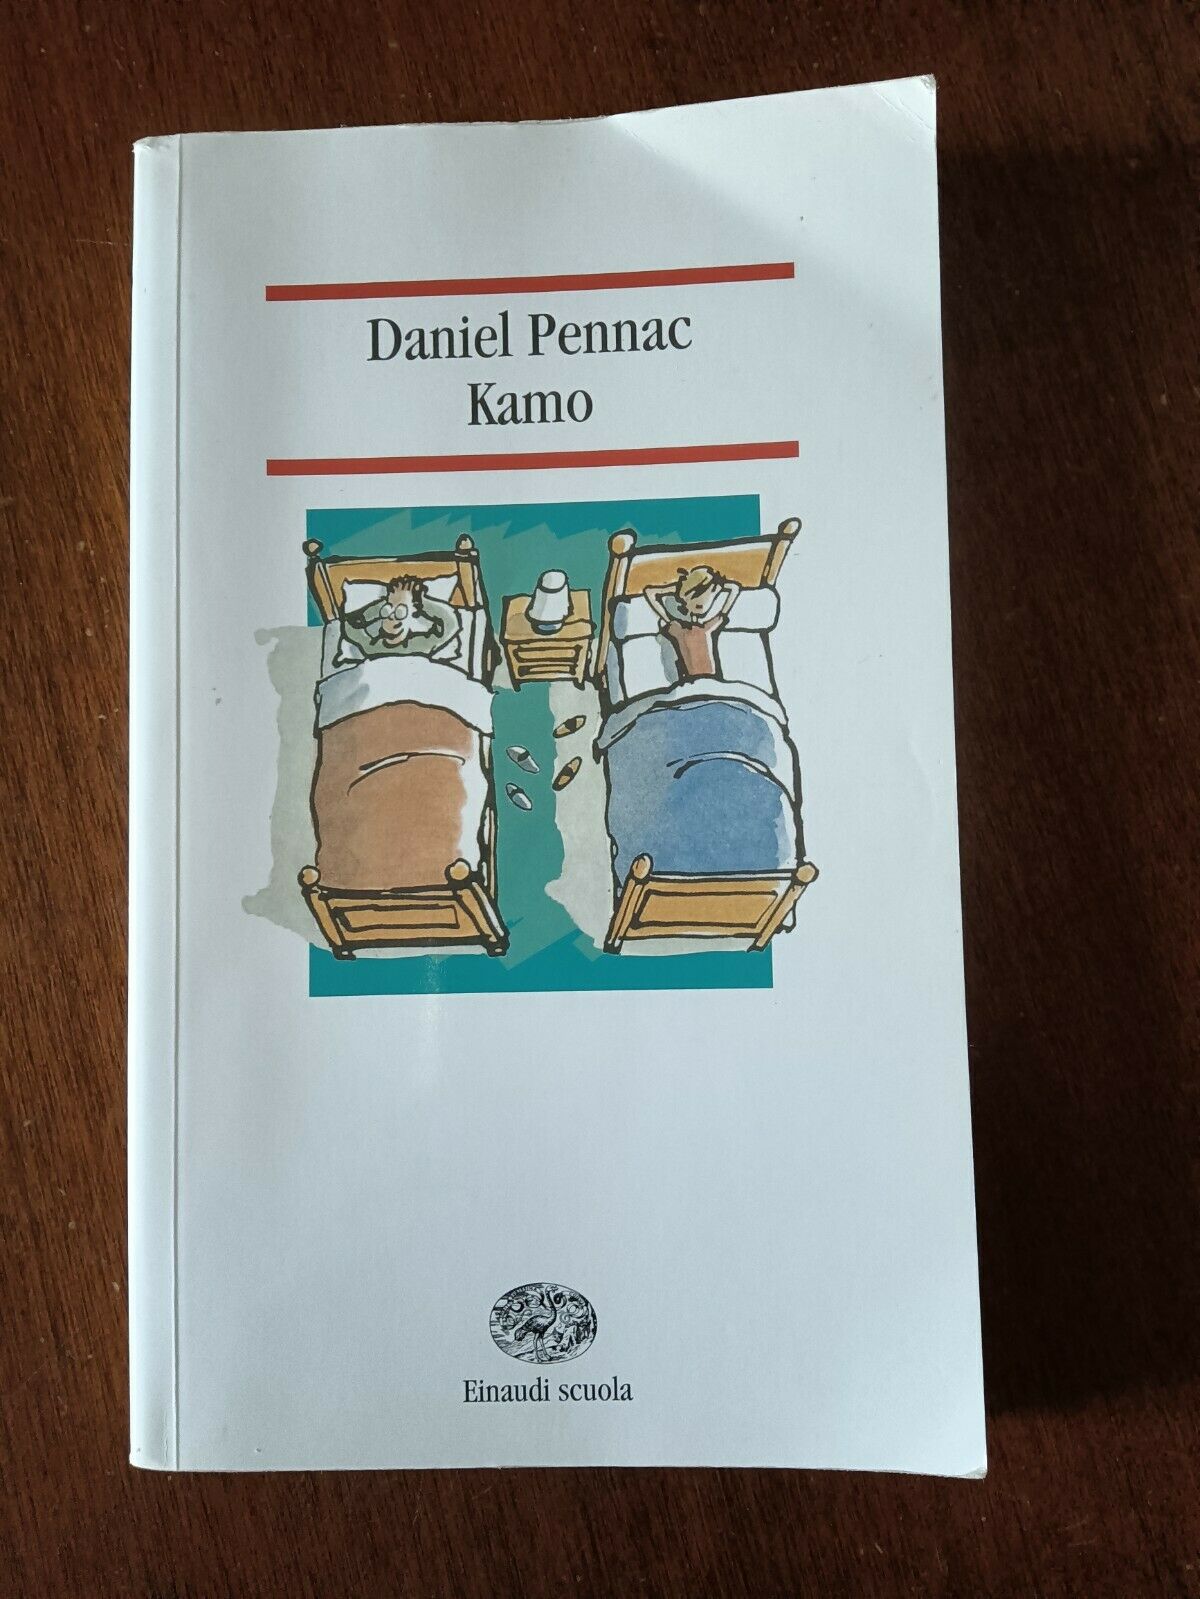 Daniel Pennac
Kamo
Einaudi scuola